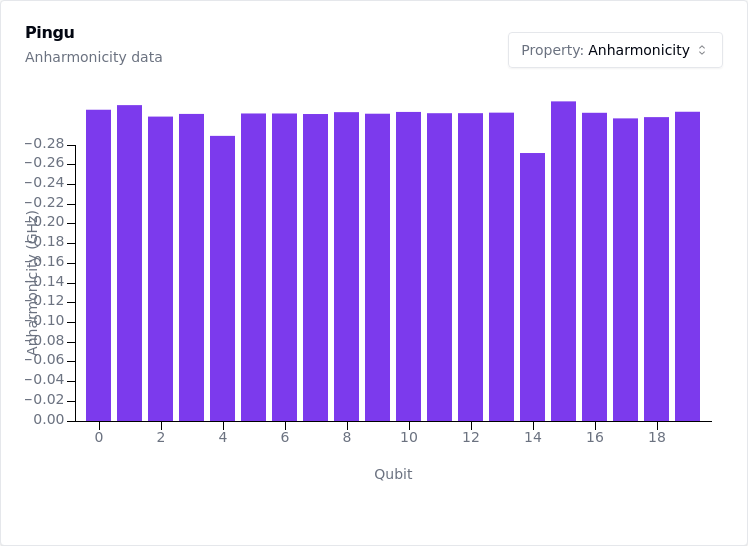 Pingu
Anharmonicity data
Property: Anharmonicity
−0.28
−0.26
−0.24
−0.22
−0.20
−0.18
−0.16
−0.14
−0.12
−0.10
−0.08
−0.06
−0.04
−0.02
0.00
Anharmonicity (GHz)
0 2 4 6 8 10 12 14 16 18
Qubit